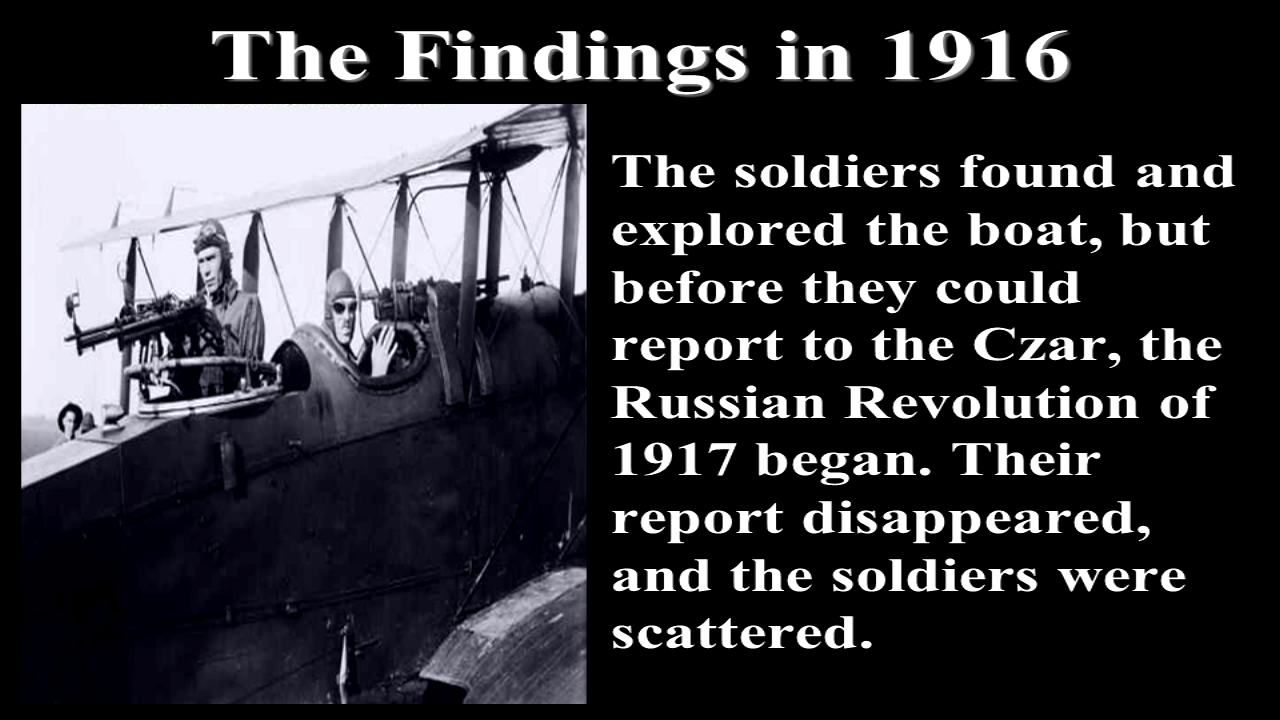 The Findings in 1916
The soldiers found and
explored the boat, but
before they could
report to the Czar, the
Russian Revolution of
1917 began. Their
report disappeared,
and the soldiers were
scattered.